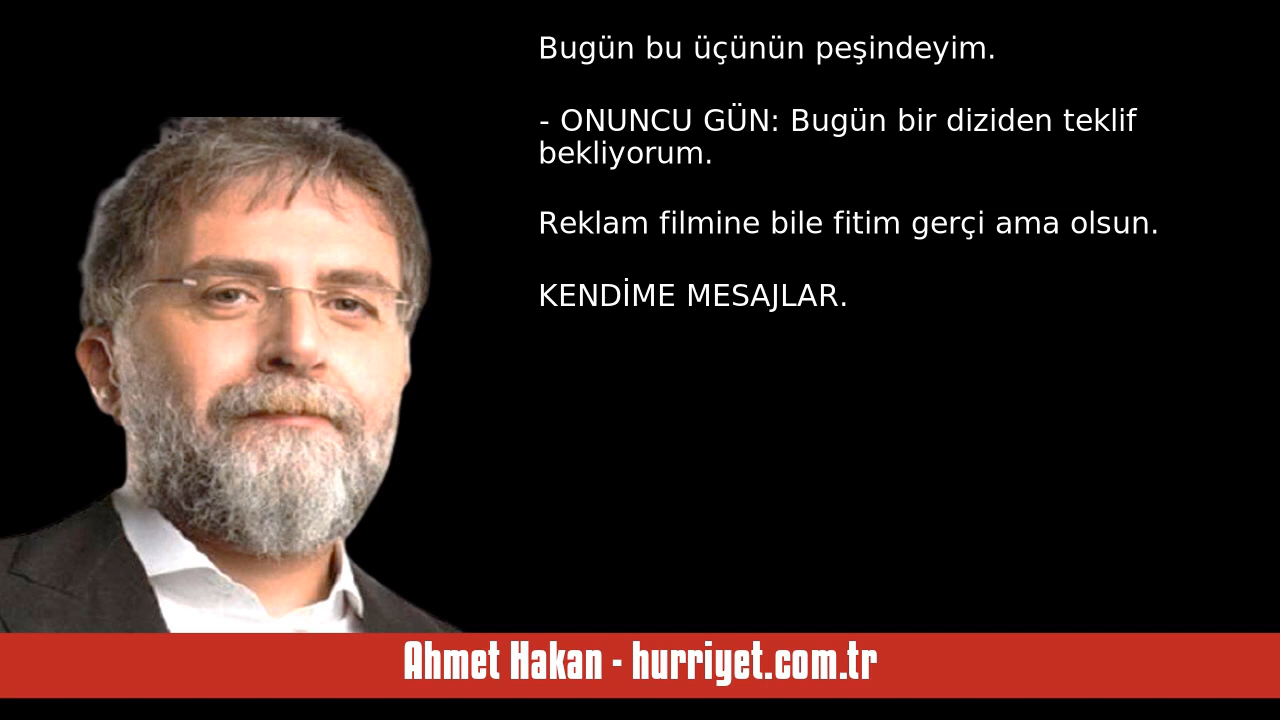 Bugün bu üçünün peşindeyim.
- ONUNCU GÜN: Bugün bir diziden teklif
bekliyorum.
Reklam filmine bile fitim gerçi ama olsun.
KENDİME MESAJLAR.
Ahmet Hakan - hurriyet.com.tr